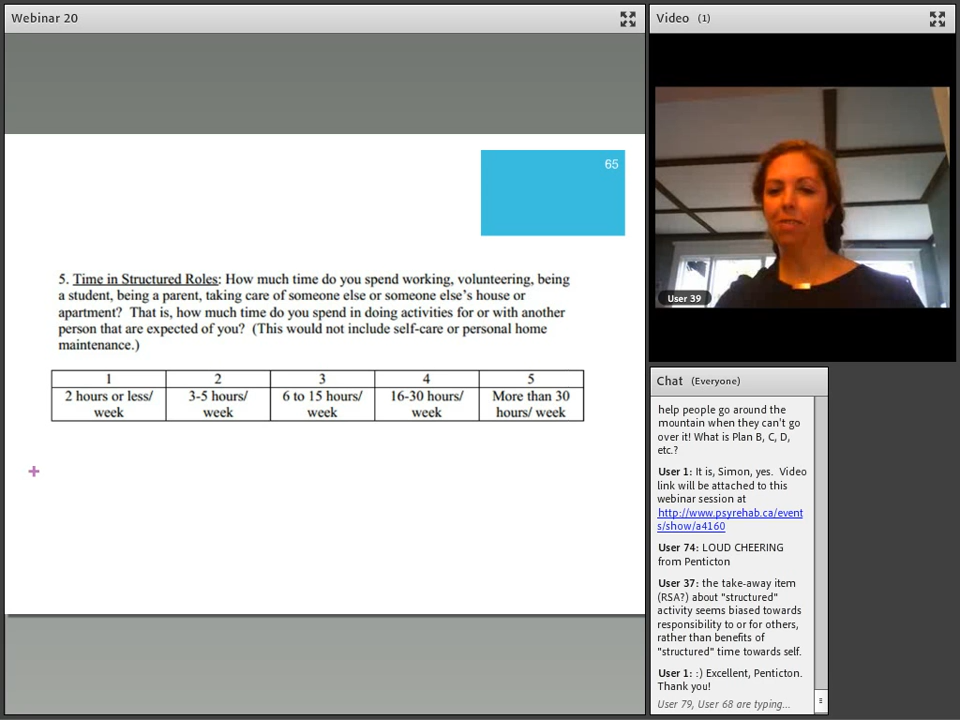 Webinar 20
65
5. Time in Structured Roles: How much time do you spend working, volunteering, being
a student, being a parent, taking care of someone else or someone else's house or
apartment? That is, how much time do you spend in doing activities for or with another
person that are expected of you? (This would not include self-care or personal home
maintenance.)
1 2 3 4 5
2 hours or less/ 3-5 hours/ 6 to 15 hours/ 16-30 hours/ More than 30
week week week week hours/ week
Video (1)
User 39
Chat (Everyone)
help people go around the
mountain when they can't go
over it! What is Plan B, C, D,
etc.?
User 1: It is, Simon, yes. Video
link will be attached to this
webinar session at
http://www.psyrehab.ca/event
s/show/a4160
User 74: LOUD CHEERING
from Penticton
User 37: the take-away item
(RSA?) about "structured"
activity seems biased towards
responsibility to or for others,
rather than benefits of
"structured" time towards self.
User 1: :) Excellent, Penticton.
Thank you!
User 79, User 68 are typing...